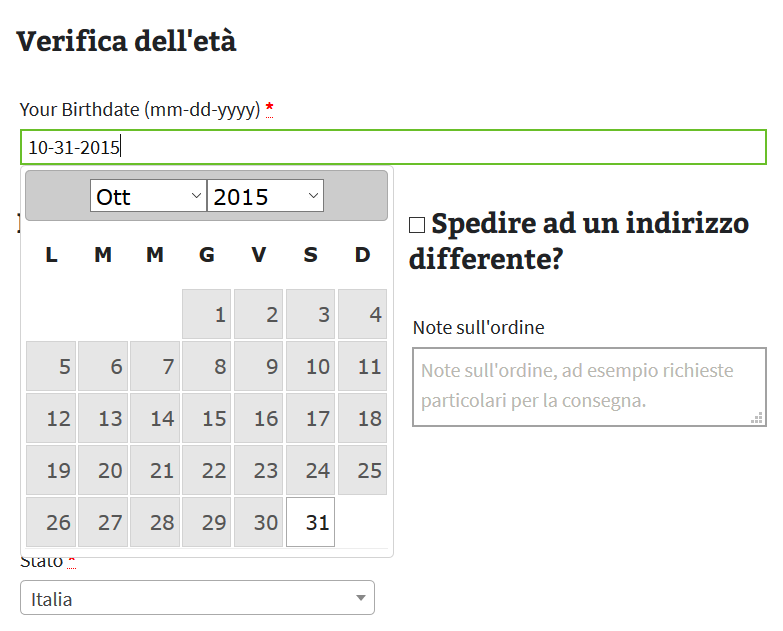 Verifica dell'età
Your Birthdate (mm-dd-yyyy) *
10-31-2015
Ott 2015
L M M G V S D
1 2 3 4
5 6 7 8 9 10 11
12 13 14 15 16 17 18
19 20 21 22 23 24 25
26 27 28 29 30 31
Stato *
Italia
Spedire ad un indirizzo
differente?
Note sull'ordine
Note sull'ordine, ad esempio richieste
particolari per la consegna.